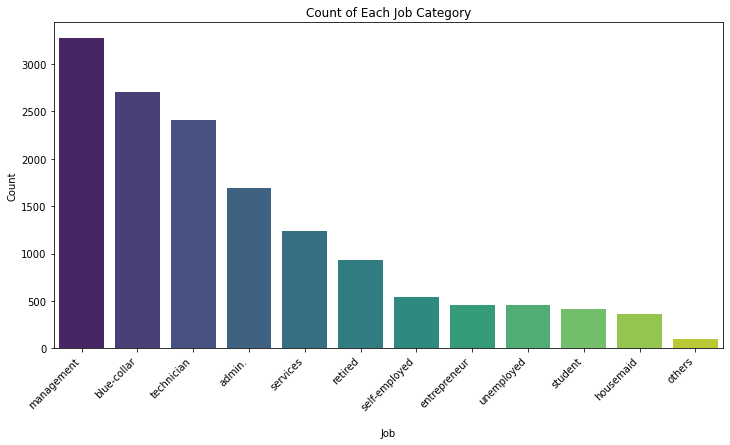 Count of Each Job Category
Count
3000
2500
2000
1500
1000
500
0
management
blue-collar
technician
admin.
services
retired
self-employed
entrepreneur
unemployed
student
housemaid
others
Job